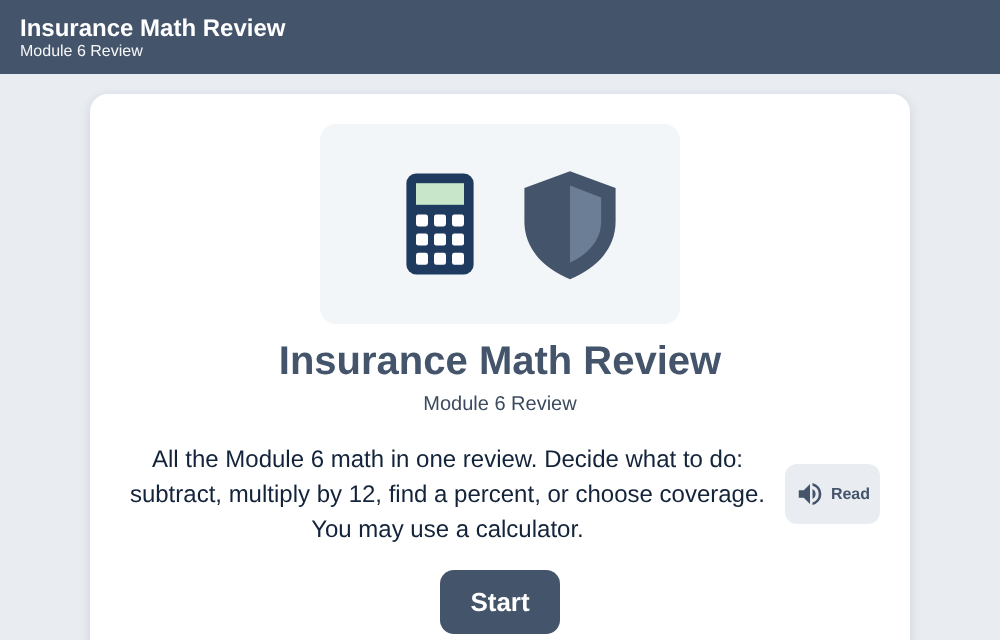 Insurance Math Review
Module 6 Review
Insurance Math Review
Module 6 Review
All the Module 6 math in one review. Decide what to do:
subtract, multiply by 12, find a percent, or choose coverage.
You may use a calculator.
Read
Start